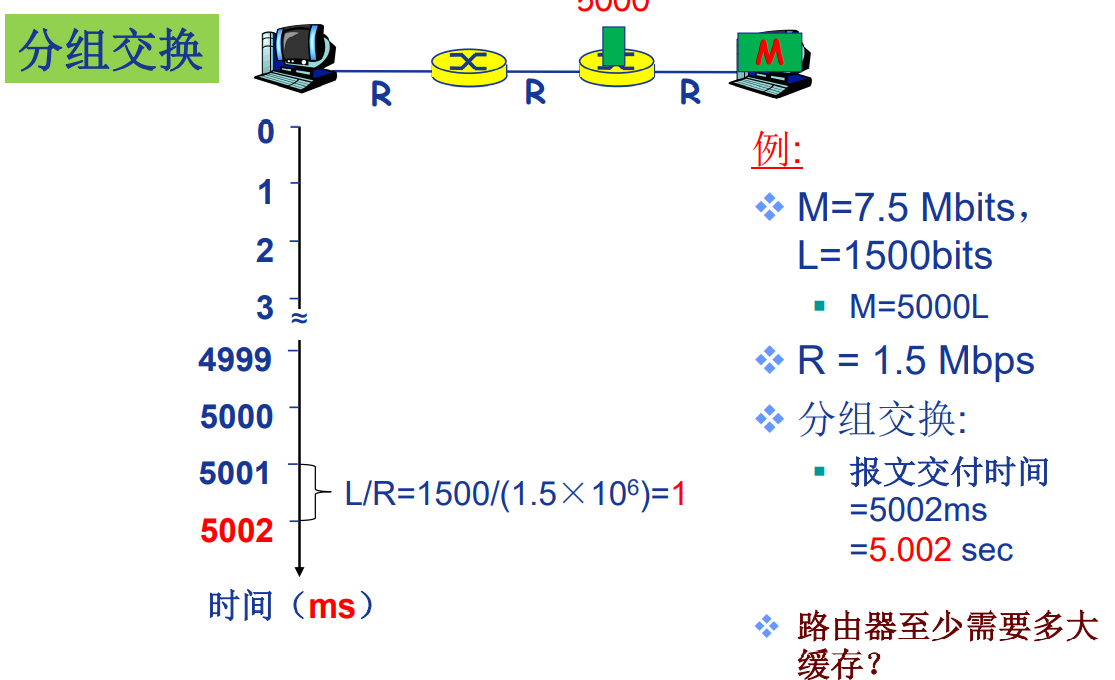 5000
分组交换
M
R
R
R
0
1
2
3
≈
4999
5000
5001
5002
L/R=1500/(1.5×10⁶)=1
时间（ms）
例:
M=7.5 Mbits，
L=1500bits
M=5000L
R = 1.5 Mbps
分组交换:
报文交付时间
=5002ms
=5.002 sec
路由器至少需要多大
缓存？